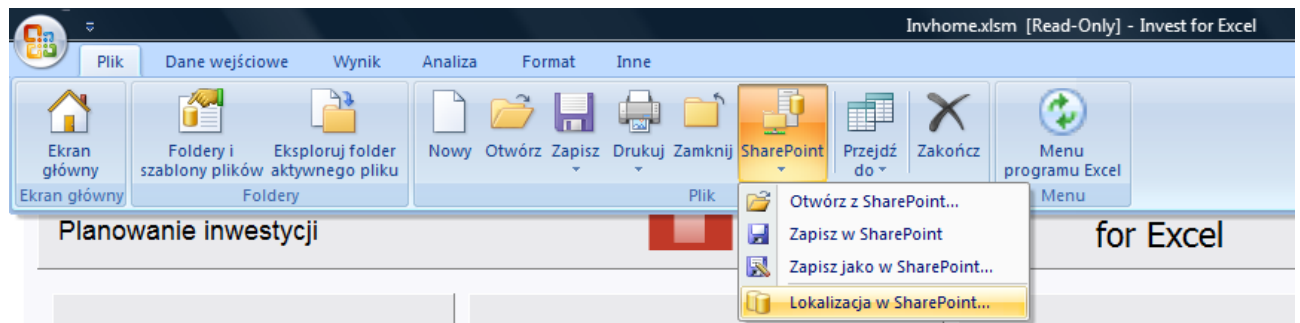 Invhome.xlsm [Read-Only] - Invest for Excel
Plik Dane wejściowe Wynik Analiza Format Inne
Ekran główny
Foldery i szablony plików
Eksploruj folder aktywnego pliku
Nowy
Otwórz
Zapisz
Drukuj
Zamknij
SharePoint
Przejdź do
Zakończ
Menu programu Excel
Ekran główny Foldery Plik Menu
Otwórz z SharePoint...
Zapisz w SharePoint
Zapisz jako w SharePoint...
Lokalizacja w SharePoint...
Planowanie inwestycji
for Excel